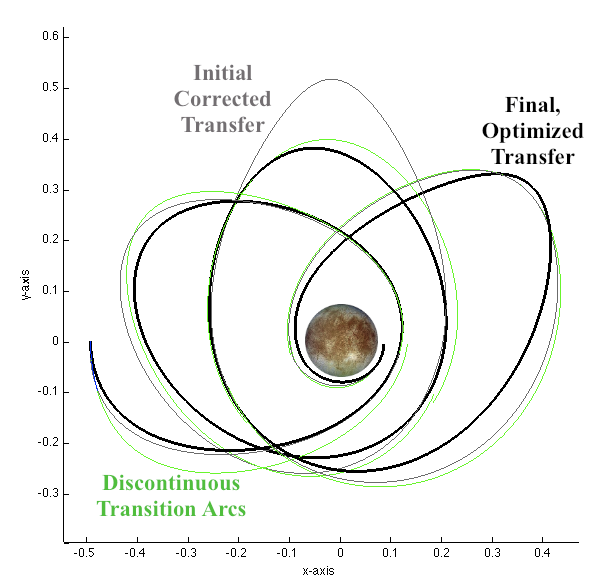 Initial
Corrected
Transfer
Final,
Optimized
Transfer
Discontinuous
Transition Arcs
y-axis
0.6
0.5
0.4
0.3
0.2
0.1
0
-0.1
-0.2
-0.3
-0.5
-0.4
-0.3
-0.2
-0.1
0
0.1
0.2
0.3
0.4
x-axis